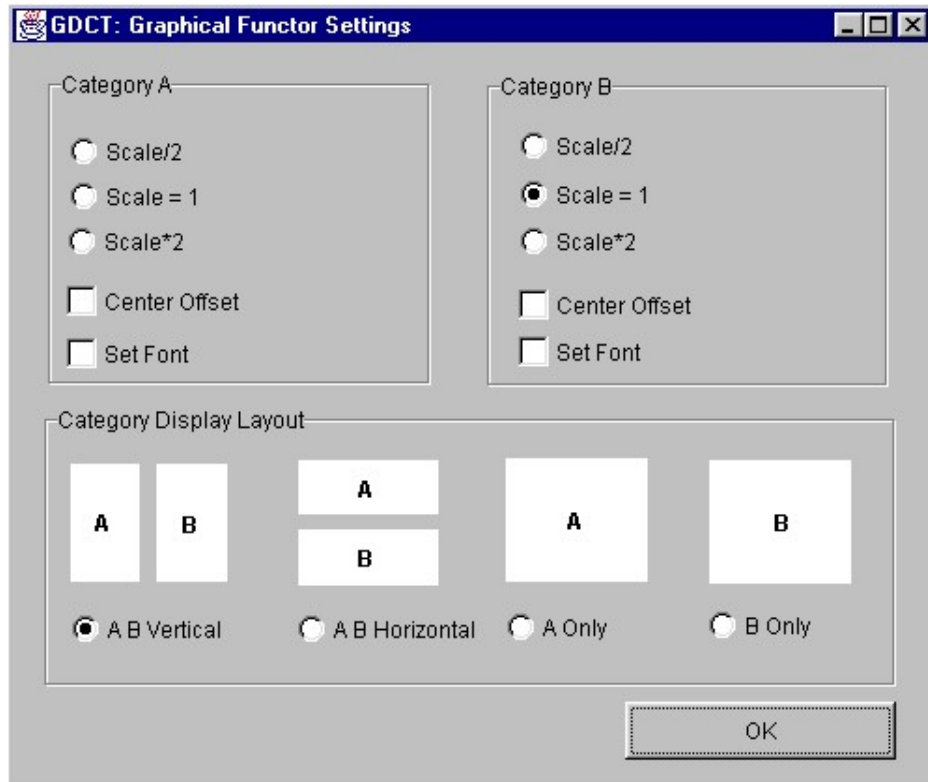 GDCT: Graphical Functor Settings
Category A
Scale/2
Scale = 1
Scale*2
Center Offset
Set Font
Category B
Scale/2
Scale = 1
Scale*2
Center Offset
Set Font
Category Display Layout
A B
A
B
A
B
A B Vertical
A B Horizontal
A Only
B Only
OK